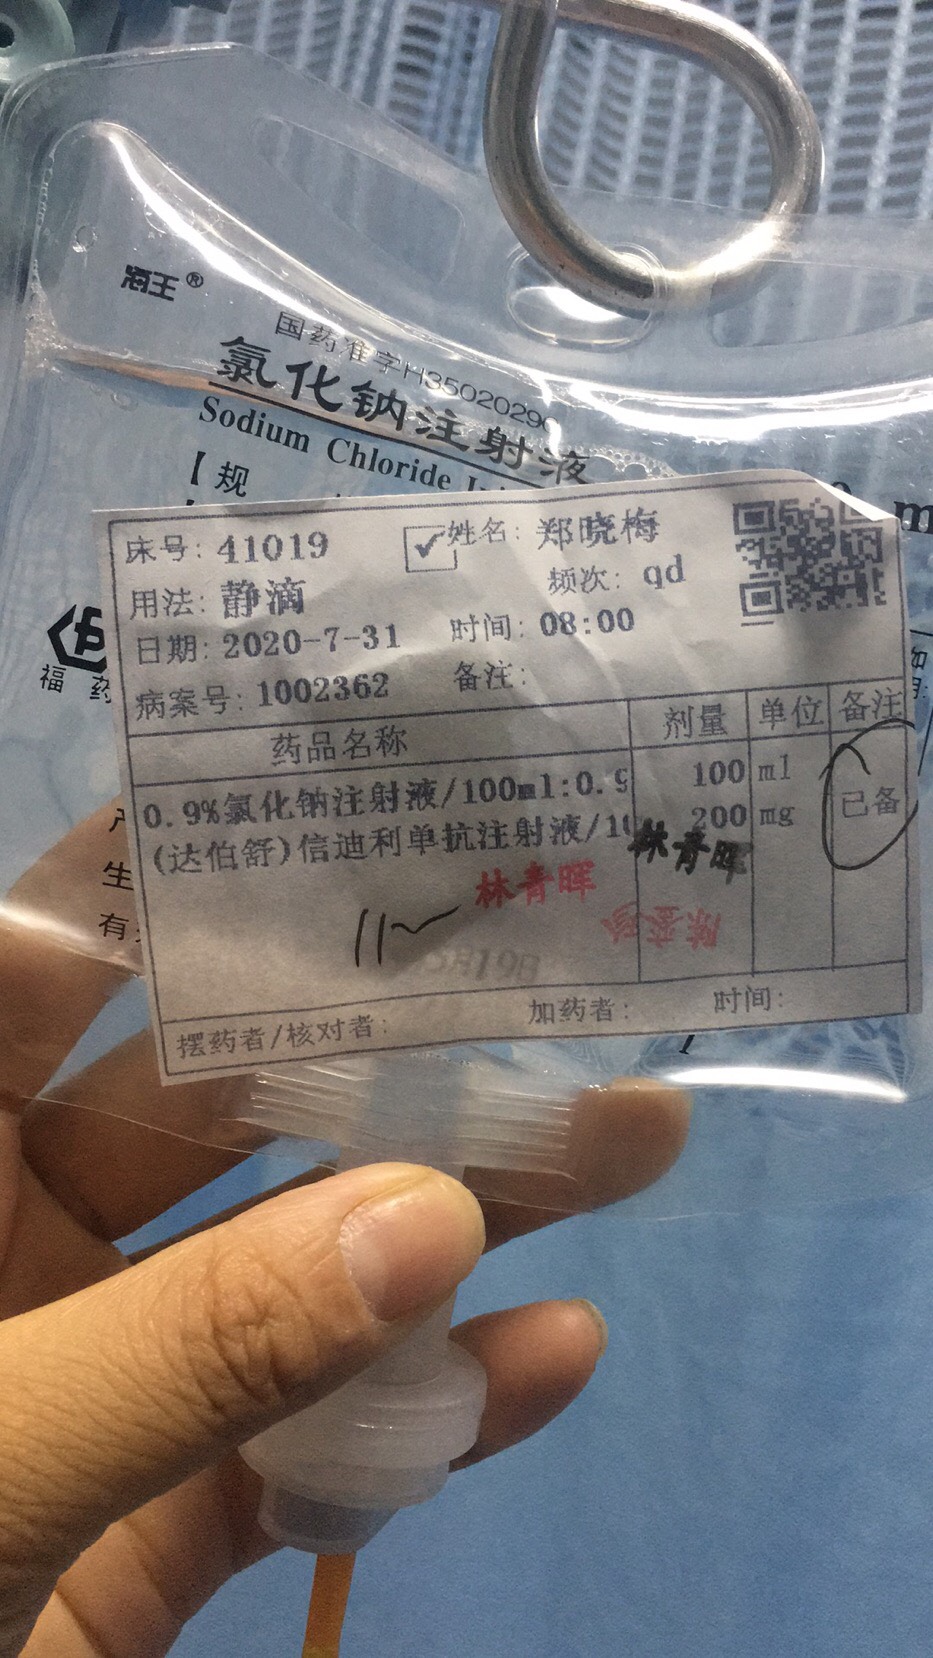 海王®
国药准字H3502029
氯化钠注射液
Sodium Chloride
【规
m
床号: 41019 姓名: 郑晓梅
用法: 静滴 频次: qd
日期: 2020-7-31 时间: 08:00
病案号: 1002362 备注:
药品名称 剂量 单位 备注
0.9%氯化钠注射液/100ml:0.9 100 ml 已备
(达伯舒)信迪利单抗注射液/10 200 mg
林青晖
林青晖
摆药者/核对者: 加药者: 时间:
福 药
生
有